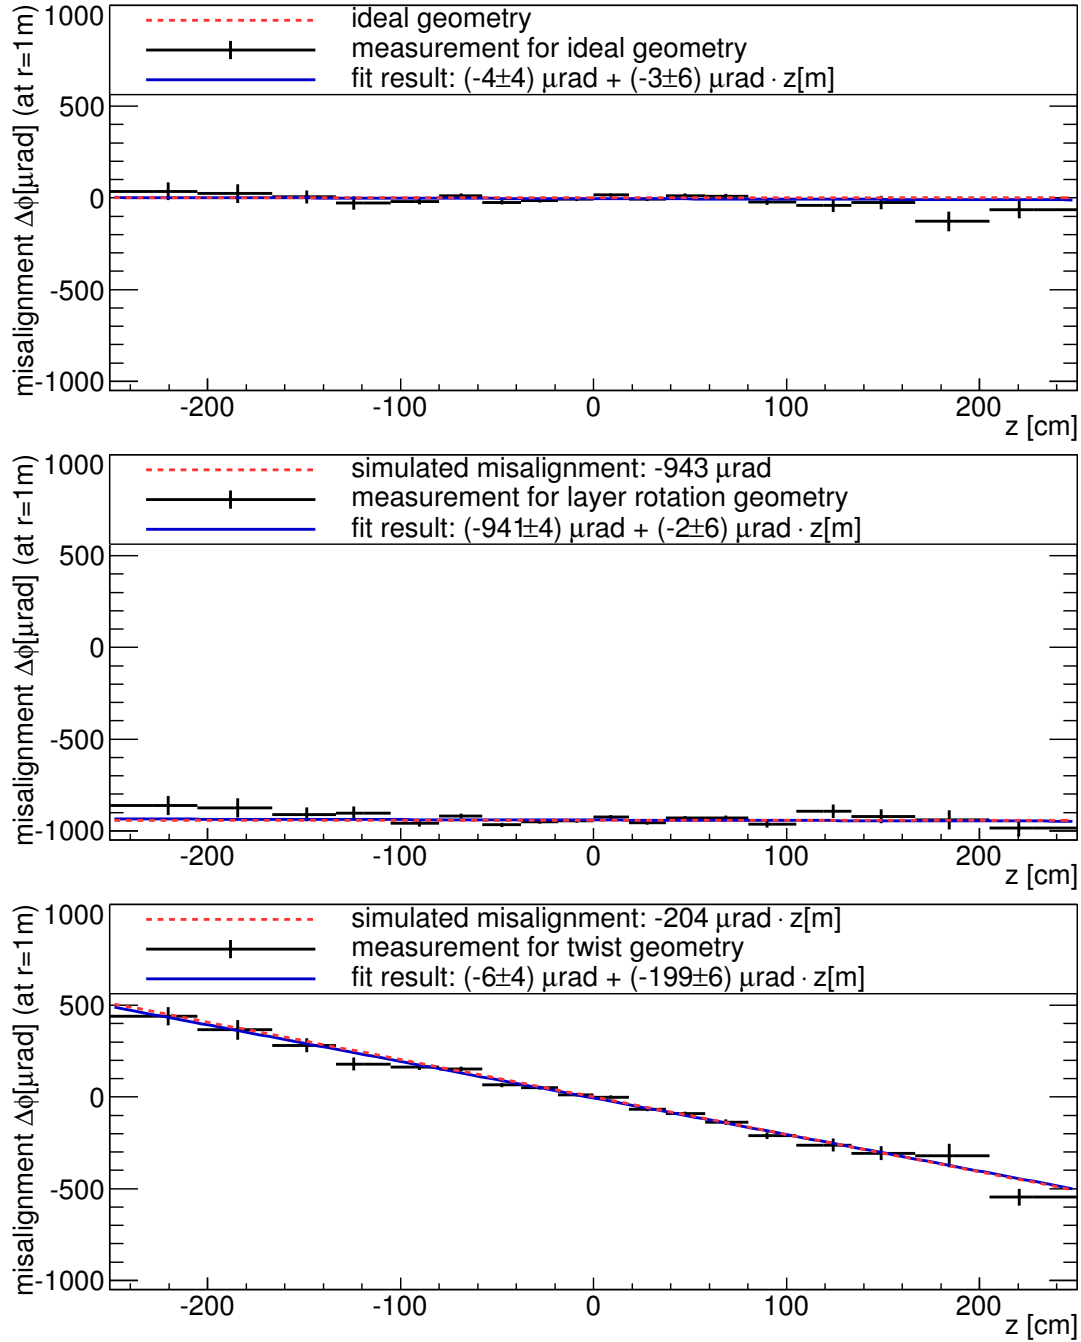 misalignment Δϕ[μrad] (at r=1m)
1000
500
0
-500
-1000
ideal geometry
measurement for ideal geometry
fit result: (-4±4) μrad + (-3±6) μrad · z[m]
-200
-100
0
100
200
z [cm]
misalignment Δϕ[μrad] (at r=1m)
1000
500
0
-500
-1000
simulated misalignment: -943 μrad
measurement for layer rotation geometry
fit result: (-941±4) μrad + (-2±6) μrad · z[m]
-200
-100
0
100
200
z [cm]
misalignment Δϕ[μrad] (at r=1m)
1000
500
0
-500
-1000
simulated misalignment: -204 μrad · z[m]
measurement for twist geometry
fit result: (-6±4) μrad + (-199±6) μrad · z[m]
-200
-100
0
100
200
z [cm]